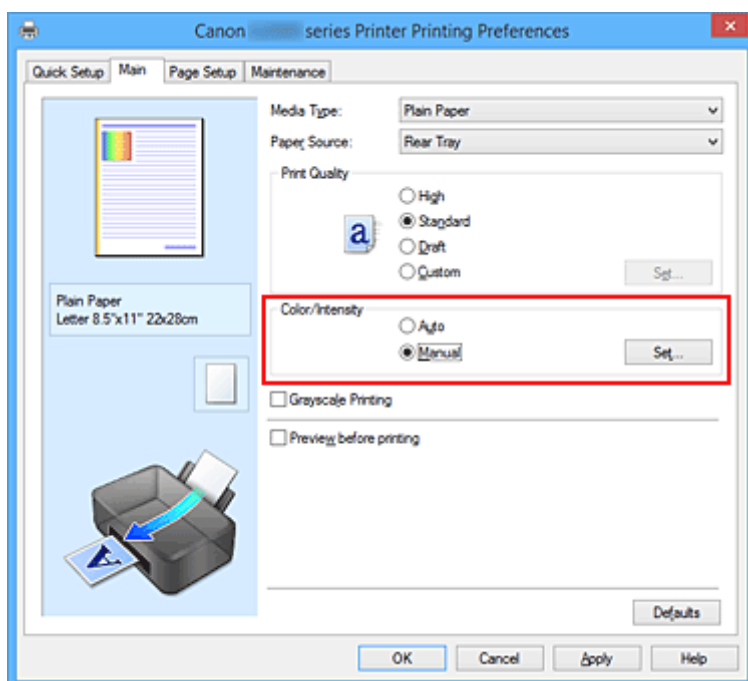 Canon series Printer Printing Preferences
Quick Setup Main Page Setup Maintenance
Media Type: Plain Paper
Paper Source: Rear Tray
Print Quality
High
Standard
a
Draft
Custom Set...
Plain Paper
Letter 8.5"x11" 22x28cm
Color/Intensity
Auto
Manual Set...
Grayscale Printing
Preview before printing
A
Defaults
OK Cancel Apply Help